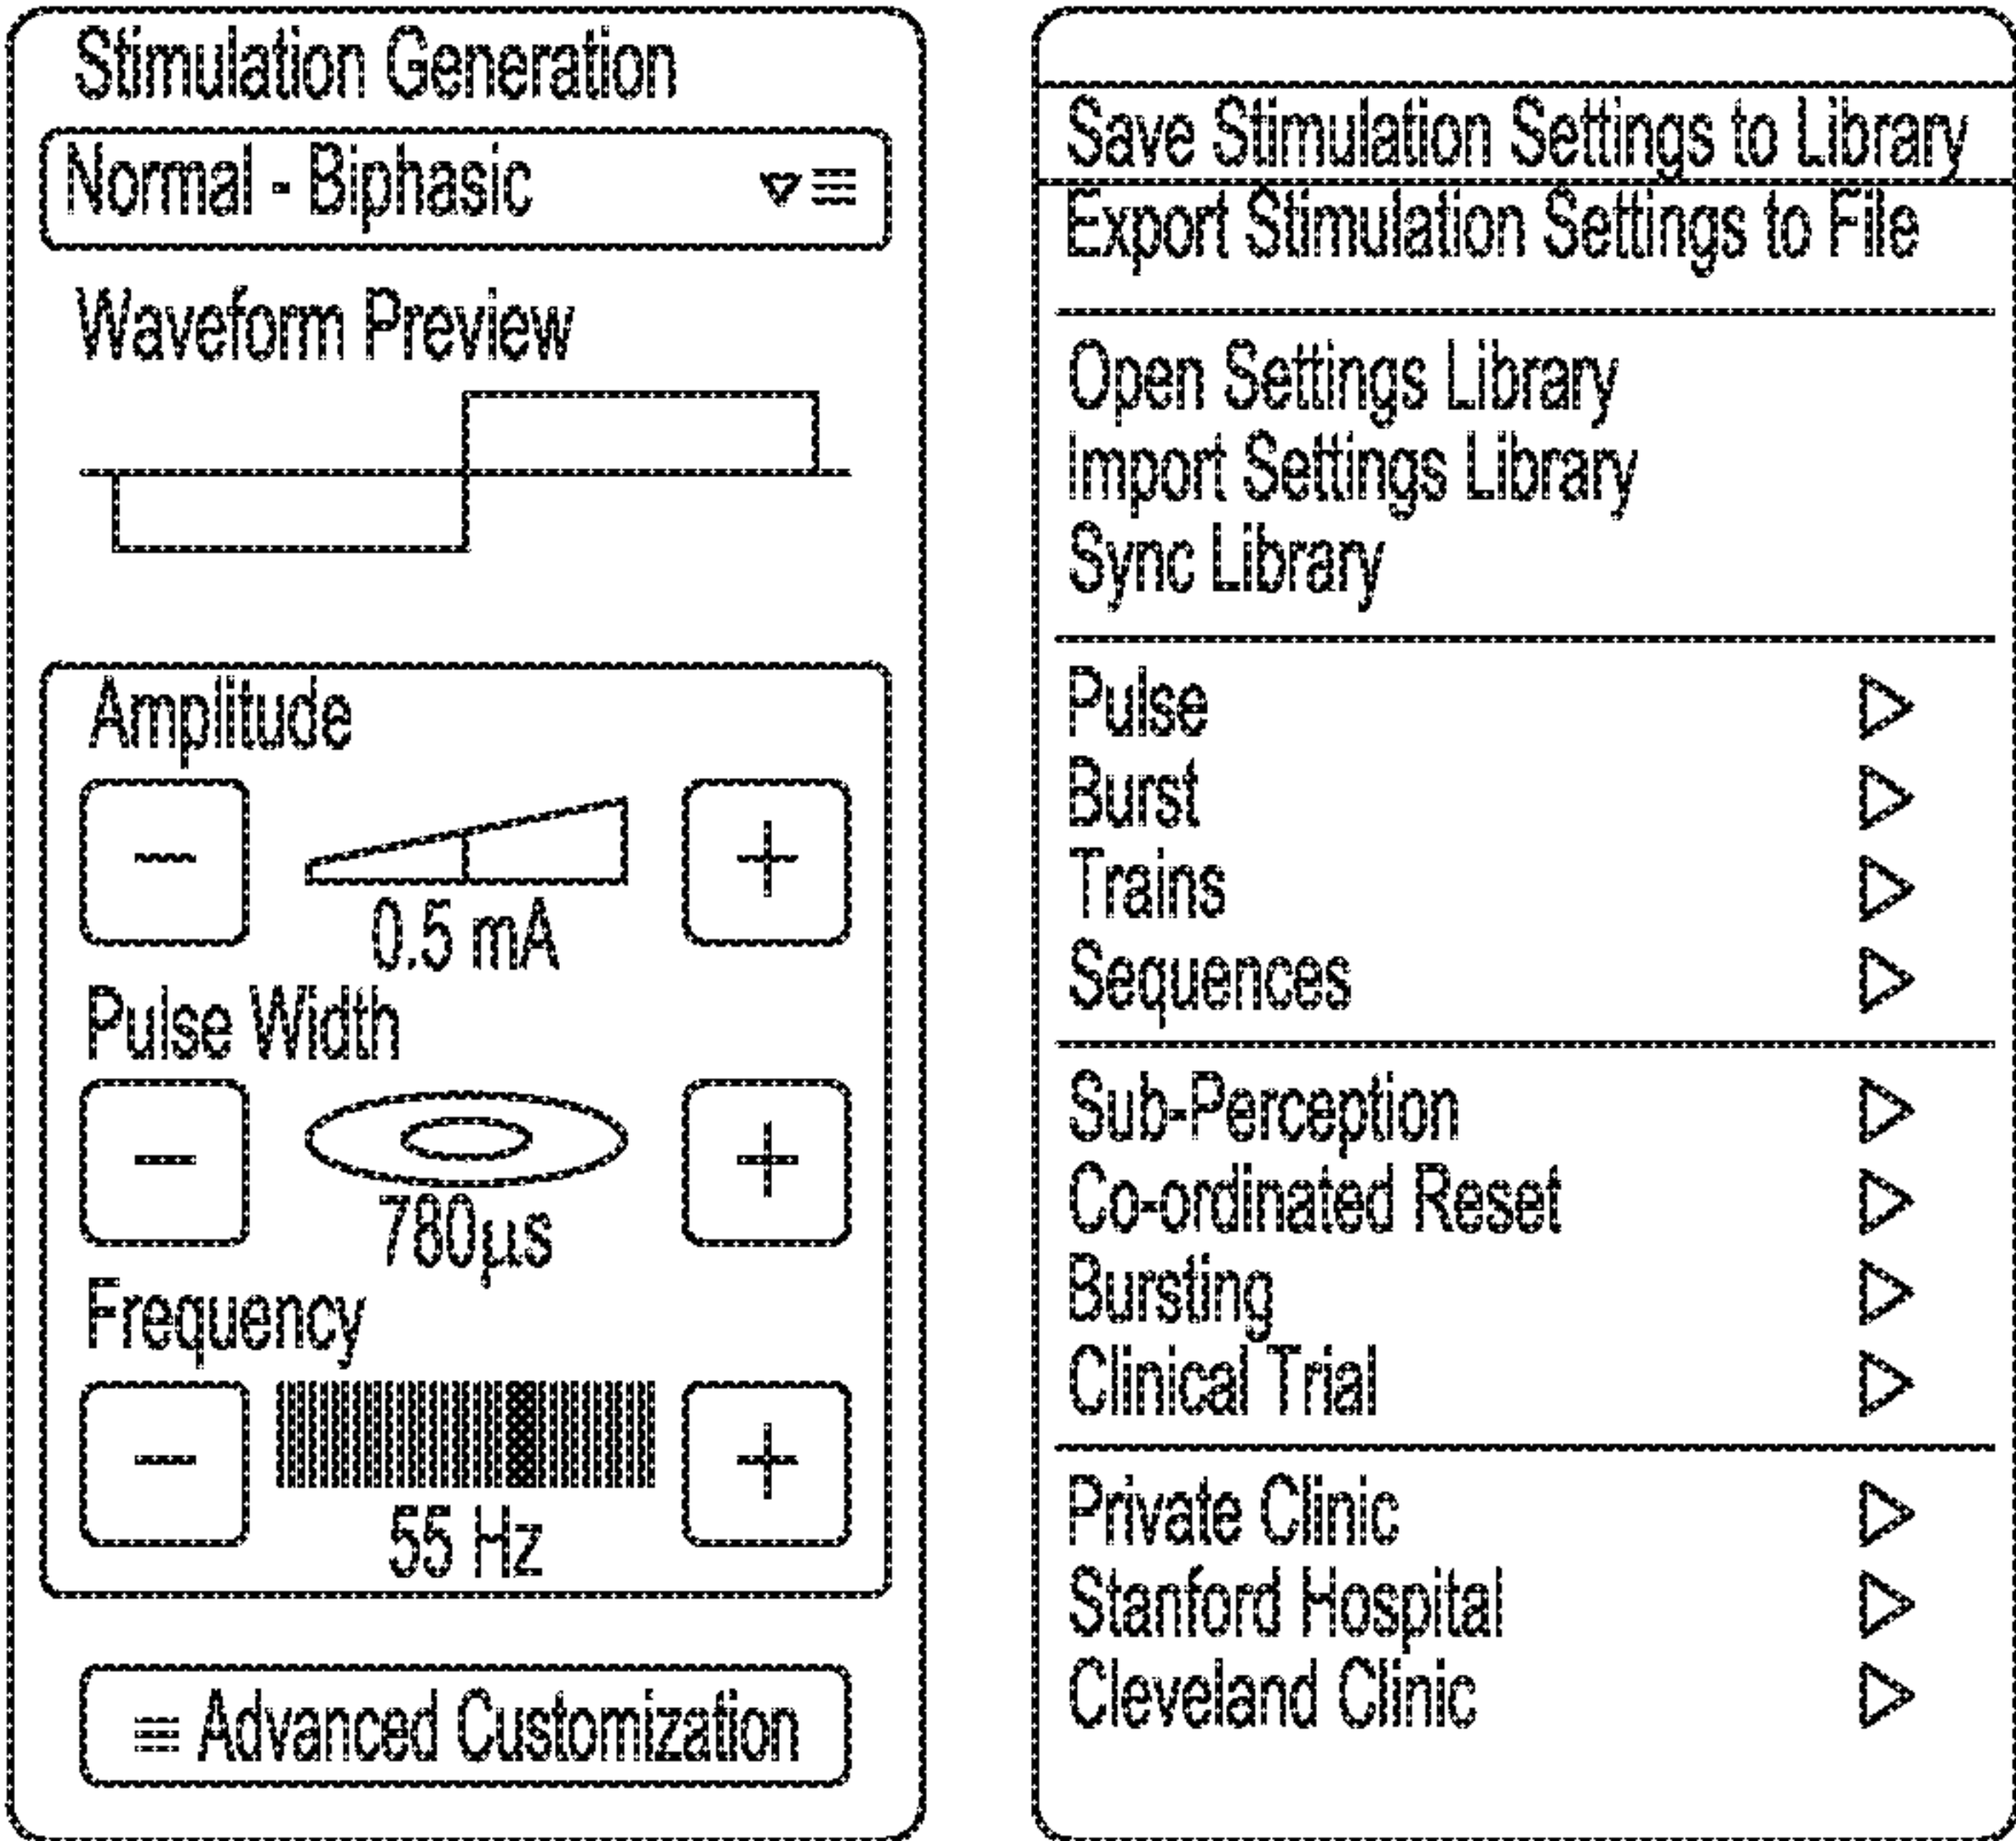 Stimulation Generation
Normal - Biphasic
Waveform Preview
Amplitude
0.5 mA
Pulse Width
780µs
Frequency
55 Hz
Advanced Customization
Save Stimulation Settings to Library
Export Stimulation Settings to File
Open Settings Library
Import Settings Library
Sync Library
Pulse
Burst
Trains
Sequences
Sub-Perception
Co-ordinated Reset
Bursting
Clinical Trial
Private Clinic
Stanford Hospital
Cleveland Clinic